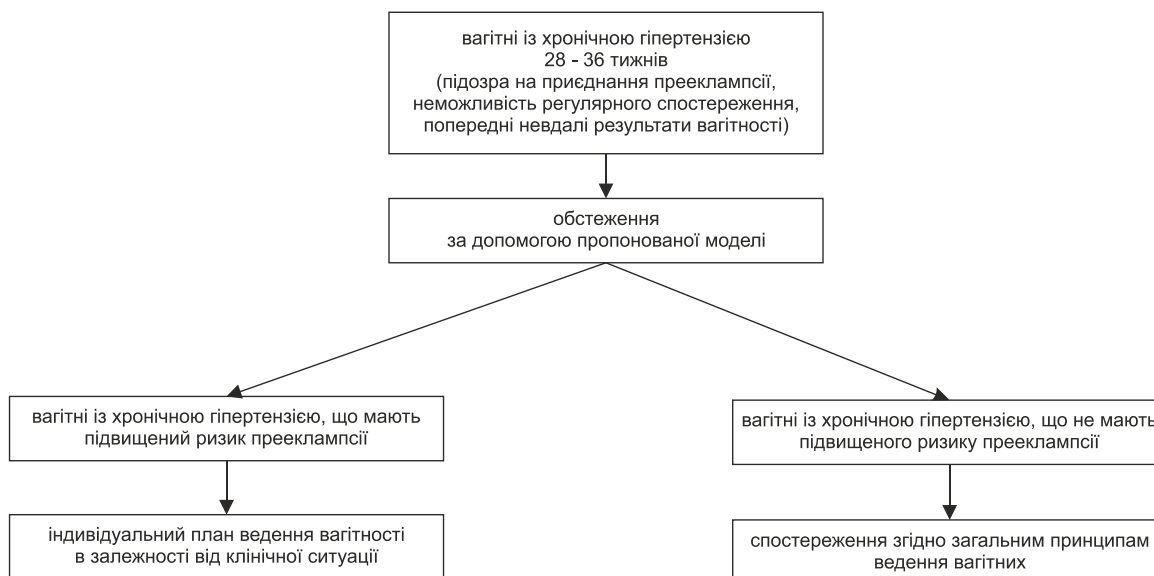 вагітні із хронічною гіпертензією
28 - 36 тижнів
(підозра на приєднання прееклампсії,
неможливість регулярного спостереження,
попередні невдалі результати вагітності)
обстеження
за допомогою пропонованої моделі
вагітні із хронічною гіпертензією, що мають
підвищений ризик прееклампсії
вагітні із хронічною гіпертензією, що не мають
підвищеного ризику прееклампсії
індивідуальний план ведення вагітності
в залежності від клінічної ситуації
спостереження згідно загальним принципам
ведення вагітних